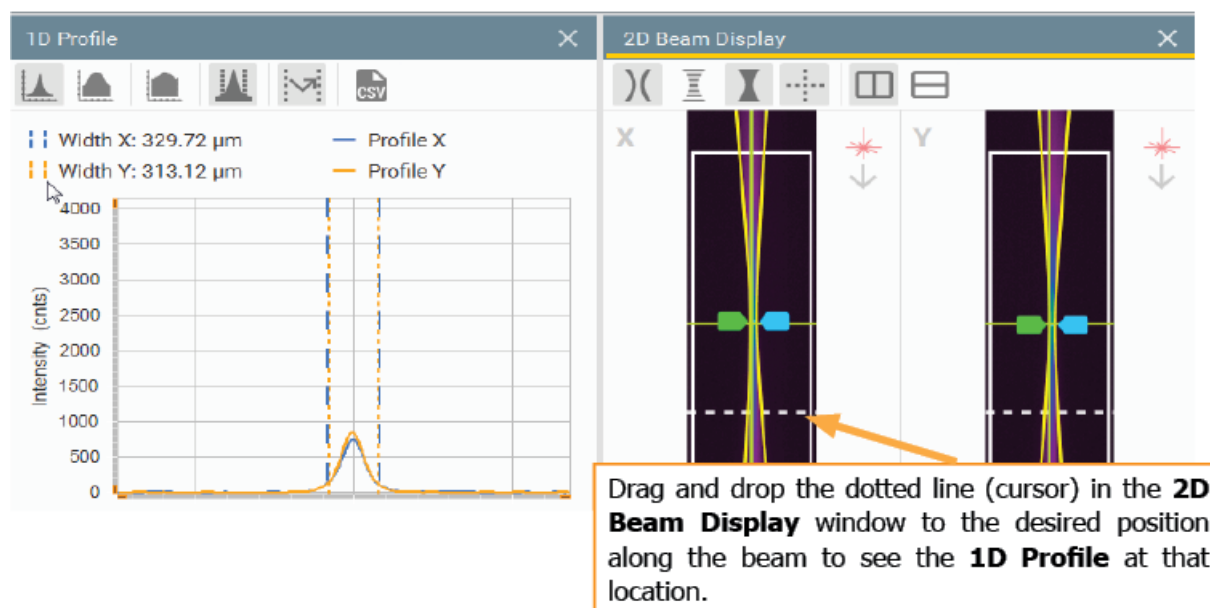 1D Profile
2D Beam Display
CSV
Width X: 329.72 µm
Profile X
Width Y: 313.12 µm
Profile Y
4000
3500
3000
2500
2000
1500
1000
500
0
Intensity (cnts)
X
Y
Drag and drop the dotted line (cursor) in the 2D
Beam Display window to the desired position
along the beam to see the 1D Profile at that
location.